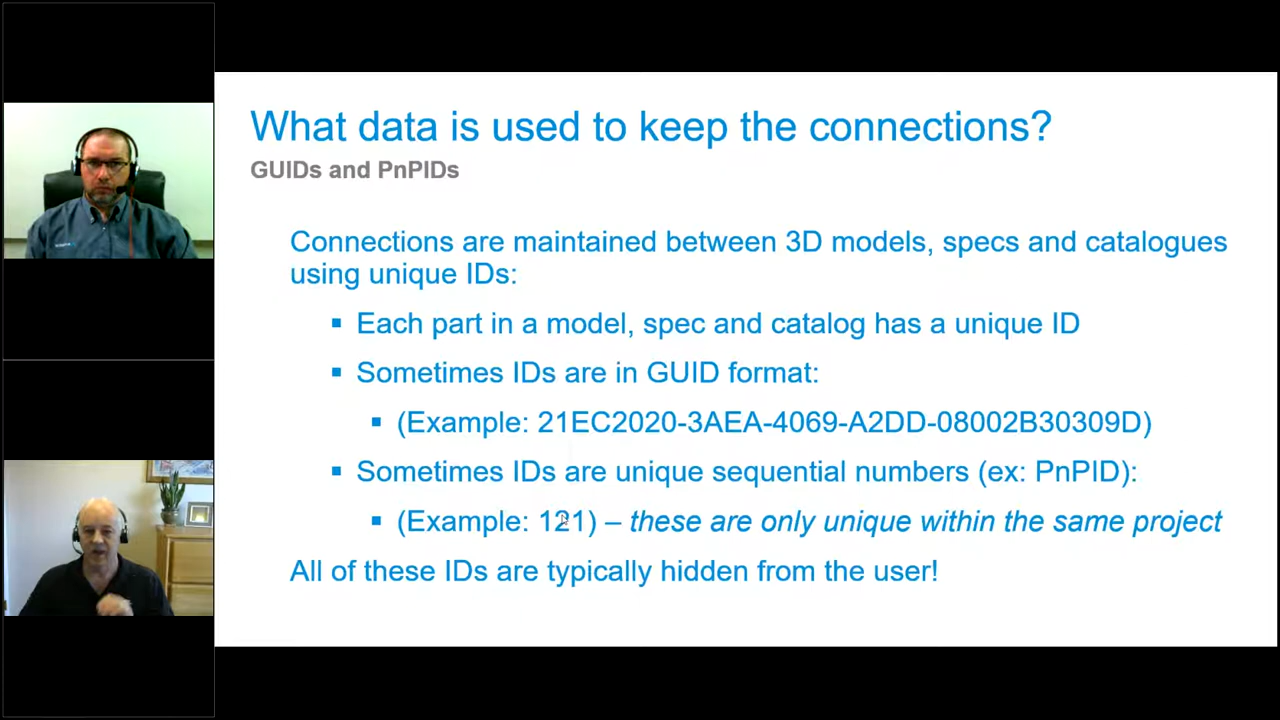 What data is used to keep the connections?
GUIDs and PnPIDs
Connections are maintained between 3D models, specs and catalogues
using unique IDs:
▪ Each part in a model, spec and catalog has a unique ID
▪ Sometimes IDs are in GUID format:
▪ (Example: 21EC2020-3AEA-4069-A2DD-08002B30309D)
▪ Sometimes IDs are unique sequential numbers (ex: PnPID):
▪ (Example: 121) – these are only unique within the same project
All of these IDs are typically hidden from the user!